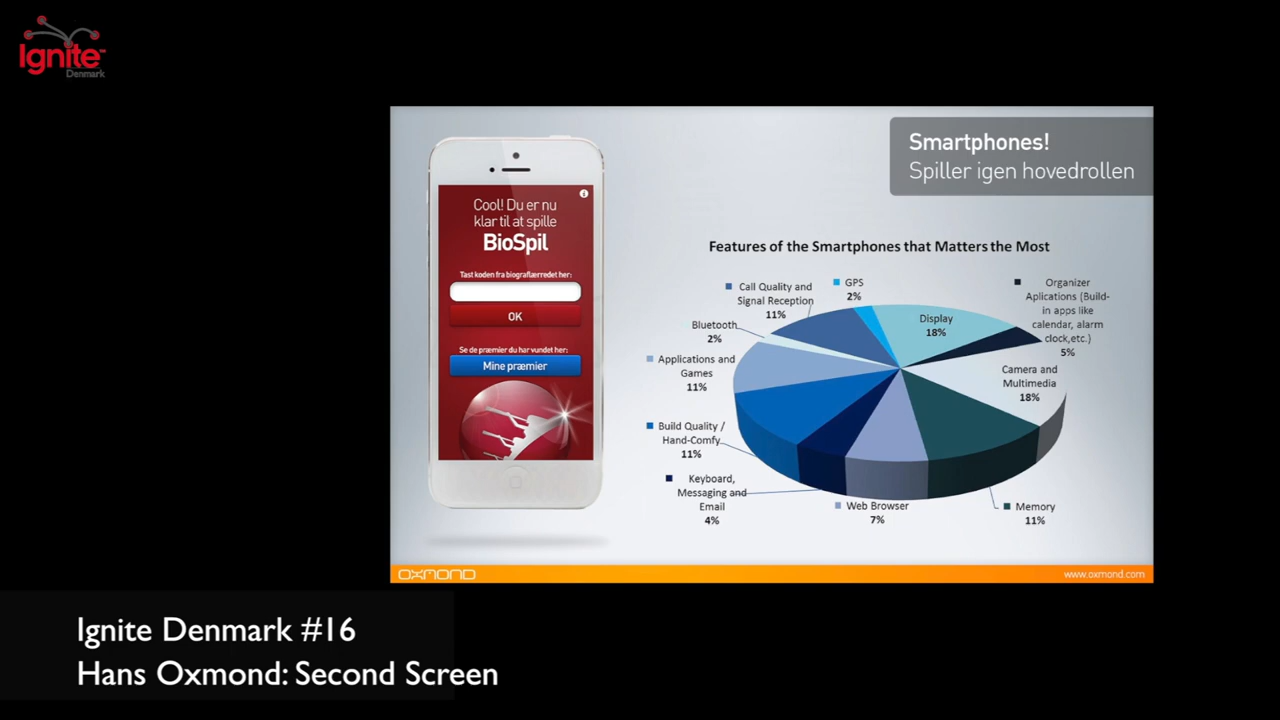 Ignite
Denmark
Smartphones!
Spiller igen hovedrollen
Cool! Du er nu
klar til at spille
BioSpil
Tast koden fra biograflærredet her:
OK
Se de præmier du har vundet her:
Mine præmier
Features of the Smartphones that Matters the Most
Call Quality and
Signal Reception
11%
GPS
2%
Display
18%
Organizer
Aplications (Build-
in apps like
calendar, alarm
clock,etc.)
5%
Bluetooth
2%
Applications and
Games
11%
Camera and
Multimedia
18%
Build Quality /
Hand-Comfy
11%
Keyboard,
Messaging and
Email
4%
Web Browser
7%
Memory
11%
OXMOND
www.oxmond.com
Ignite Denmark #16
Hans Oxmond: Second Screen